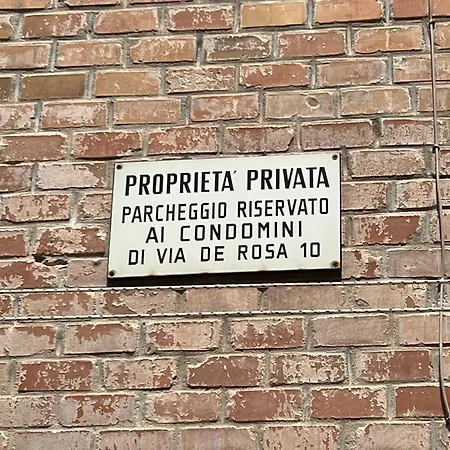 PROPRIETA' PRIVATA
PARCHEGGIO RISERVATO
AI CONDOMINI
DI VIA DE ROSA 10